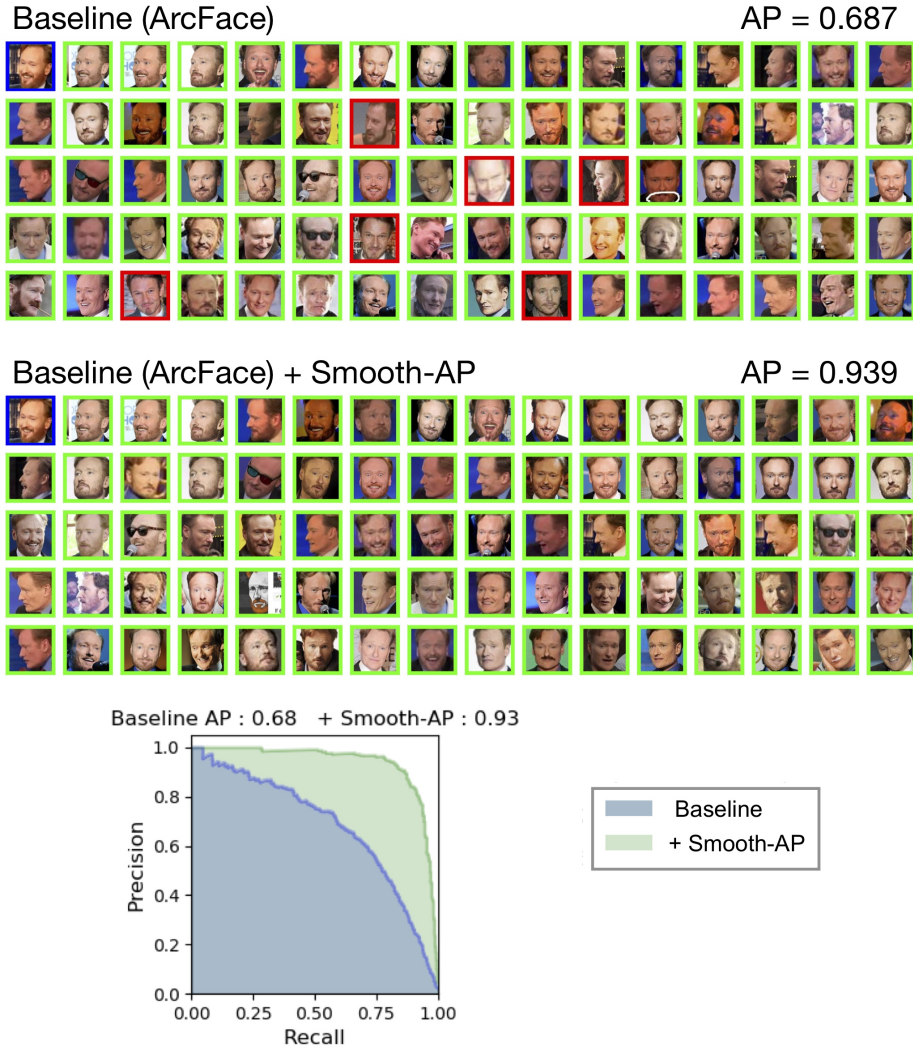 Baseline (ArcFace) AP = 0.687
Baseline (ArcFace) + Smooth-AP AP = 0.939
Baseline AP : 0.68 + Smooth-AP : 0.93
1.0
0.8
0.6
0.4
0.2
0.0
Precision
0.00 0.25 0.50 0.75 1.00
Recall
Baseline
+ Smooth-AP